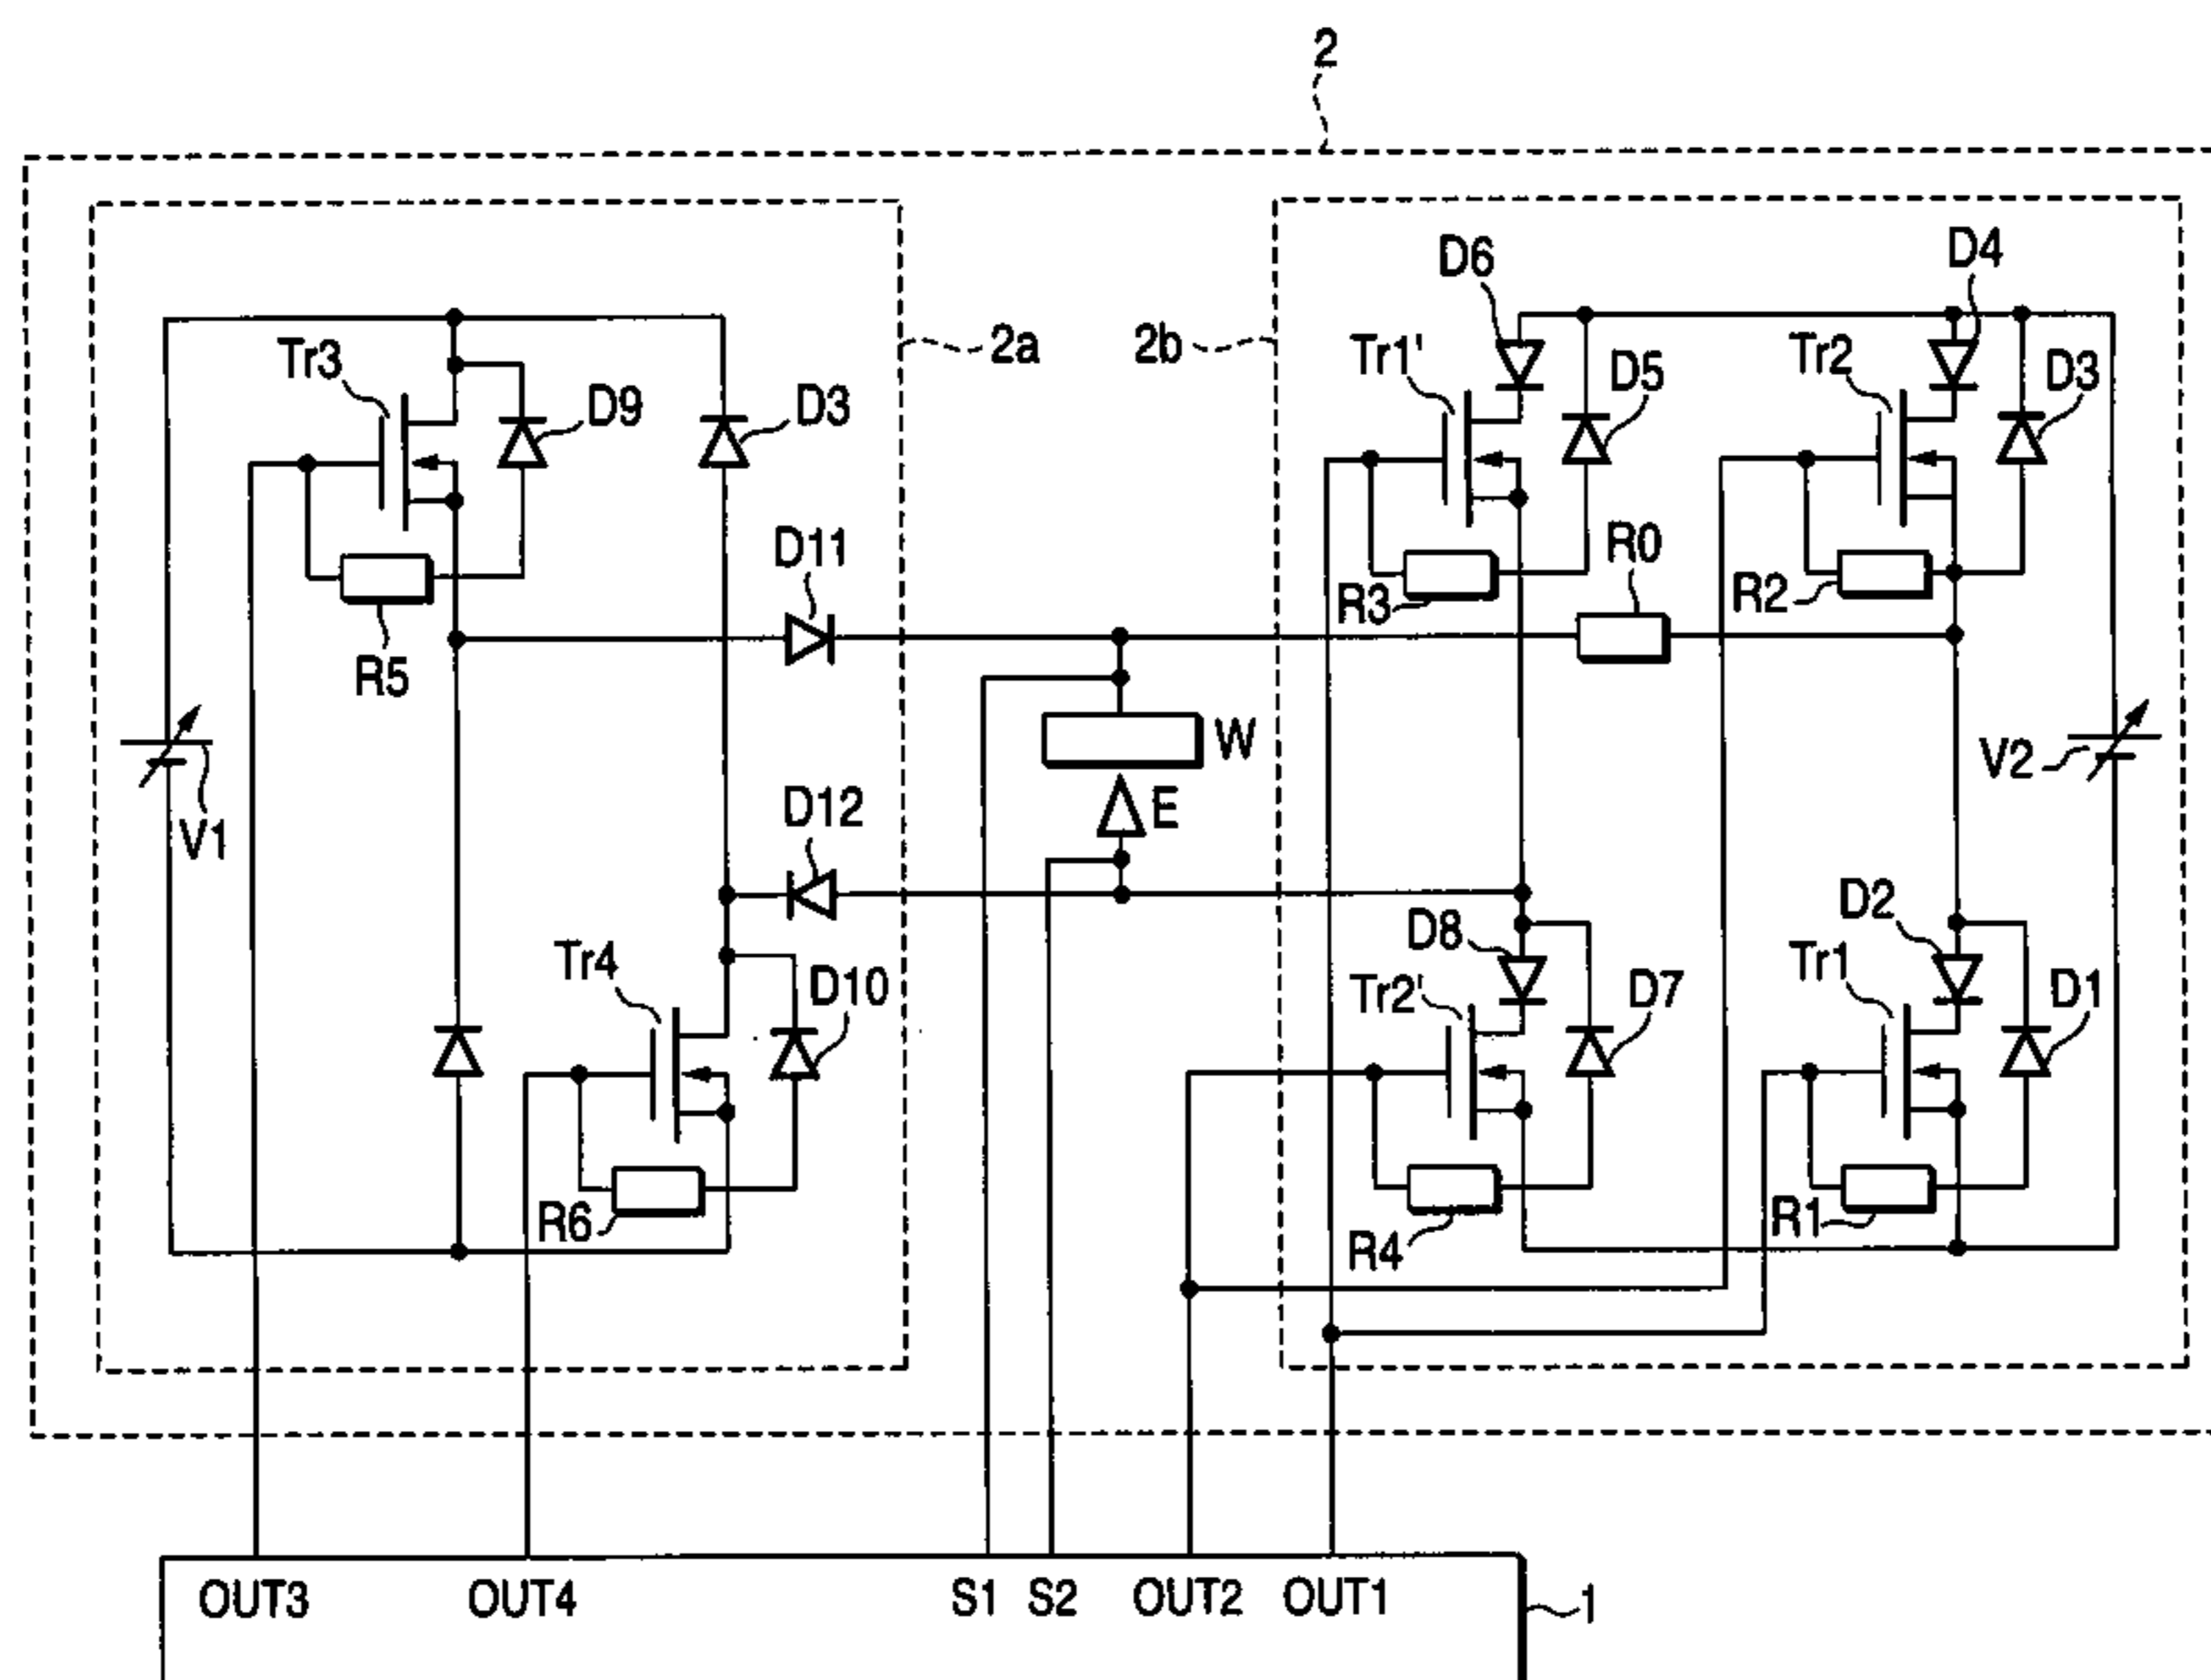 2
D6
D4
Tr3
2a
2b
Tr1'
D5
Tr2
D3
D9
D3
D11
R0
R3
R2
R5
W
V2
D12
E
V1
D8
D2
Tr4
D10
Tr2'
D7
Tr1
D1
R6
R4
R1
OUT3
OUT4
S1
S2
OUT2
OUT1
1